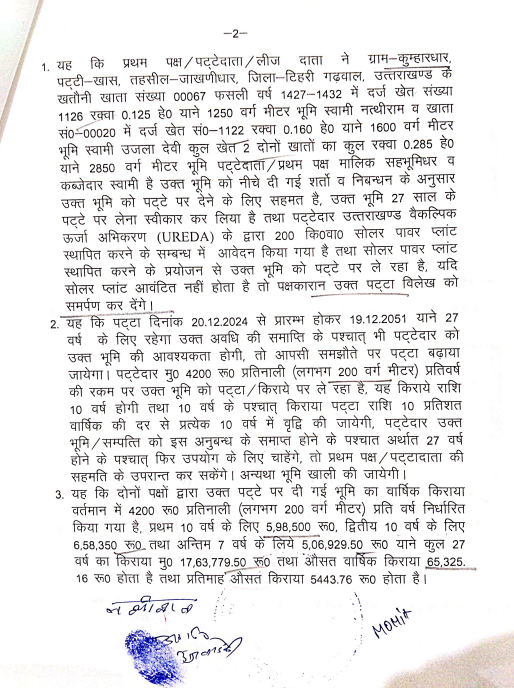 –2–
1. यह कि प्रथम पक्ष/पट्टेदाता/लीज दाता ने ग्राम–कुम्हारधार,
पट्टी-खास, तहसील-जाखणीधार, जिला-टिहरी गढ़वाल, उत्तराखण्ड के
खतौनी खाता संख्या 00067 फसली वर्ष 1427-1432 में दर्ज खेत संख्या
1126 रक्वा 0.125 हे0 याने 1250 वर्ग मीटर भूमि स्वामी नत्थीराम व खाता
सं0-00020 में दर्ज खेत सं0-1122 रक्वा 0.160 हे0 याने 1600 वर्ग मीटर
भूमि स्वामी उजला देवी कुल खेत 2 दोनों खातों का कुल रक्वा 0.285 हे0
याने 2850 वर्ग मीटर भूमि पट्टेदाता/प्रथम पक्ष मालिक सहभूमिधर व
कब्जेदार स्वामी है उक्त भूमि को नीचे दी गई शर्तो व निबन्धन के अनुसार
उक्त भूमि को पट्टे पर देने के लिए सहमत है, उक्त भूमि 27 साल के
पट्टे पर लेना स्वीकार कर लिया है तथा पट्टेदार उत्तराखण्ड वैकल्पिक
ऊर्जा अभिकरण (UREDA) के द्वारा 200 कि0वा0 सोलर पावर प्लांट
स्थापित करने के सम्बन्ध में आवेदन किया गया है तथा सोलर पावर प्लांट
स्थापित करने के प्रयोजन से उक्त भूमि को पट्टे पर ले रहा है, यदि
सोलर प्लांट आवंटित नहीं होता है तो पक्षकारान उक्त पट्टा विलेख को
समर्पण कर देंगे।
2. यह कि पट्टा दिनांक 20.12.2024 से प्रारम्भ होकर 19.12.2051 याने 27
वर्ष के लिए रहेगा उक्त अवधि की समाप्ति के पश्चात् भी पट्टेदार को
उक्त भूमि की आवश्यकता होगी, तो आपसी समझौते पर पट्टा बढ़ाया
जायेगा। पट्टेदार मु0 4200 रू0 प्रतिनाली (लगभग 200 वर्ग मीटर) प्रतिवर्ष
की रकम पर उक्त भूमि को पट्टा/किराये पर ले रहा है, यह किराये राशि
10 वर्ष होगी तथा 10 वर्ष के पश्चात् किराया पट्टा राशि 10 प्रतिशत
वार्षिक की दर से प्रत्येक 10 वर्ष में वृद्वि की जायेगी, पट्टेदार उक्त
भूमि/सम्पत्ति को इस अनुबन्ध के समाप्त होने के पश्चात अर्थात 27 वर्ष
होने के पश्चात् फिर उपयोग के लिए चाहेंगे, तो प्रथम पक्ष/पट्टादाता की
सहमति के उपरान्त कर सकेंगे। अन्यथा भूमि खाली की जायेगी।
3. यह कि दोनों पक्षों द्वारा उक्त पट्टे पर दी गई भूमि का वार्षिक किराया
वर्तमान में 4200 रू0 प्रतिनाली (लगभग 200 वर्ग मीटर) प्रति वर्ष निर्धारित
किया गया है, प्रथम 10 वर्ष के लिए 5,98,500 रू0, द्वितीय 10 वर्ष के लिए
6,58,350 रू0 तथा अन्तिम 7 वर्ष के लिये 5,06,929.50 रू0 याने कुल 27
वर्ष का किराया मु0 17,63,779.50 रू0 तथा औसत वार्षिक किराया 65,325.
16 रू0 होता है तथा प्रतिमाह औसत किराया 5443.76 रू0 होता है।
MOHIT